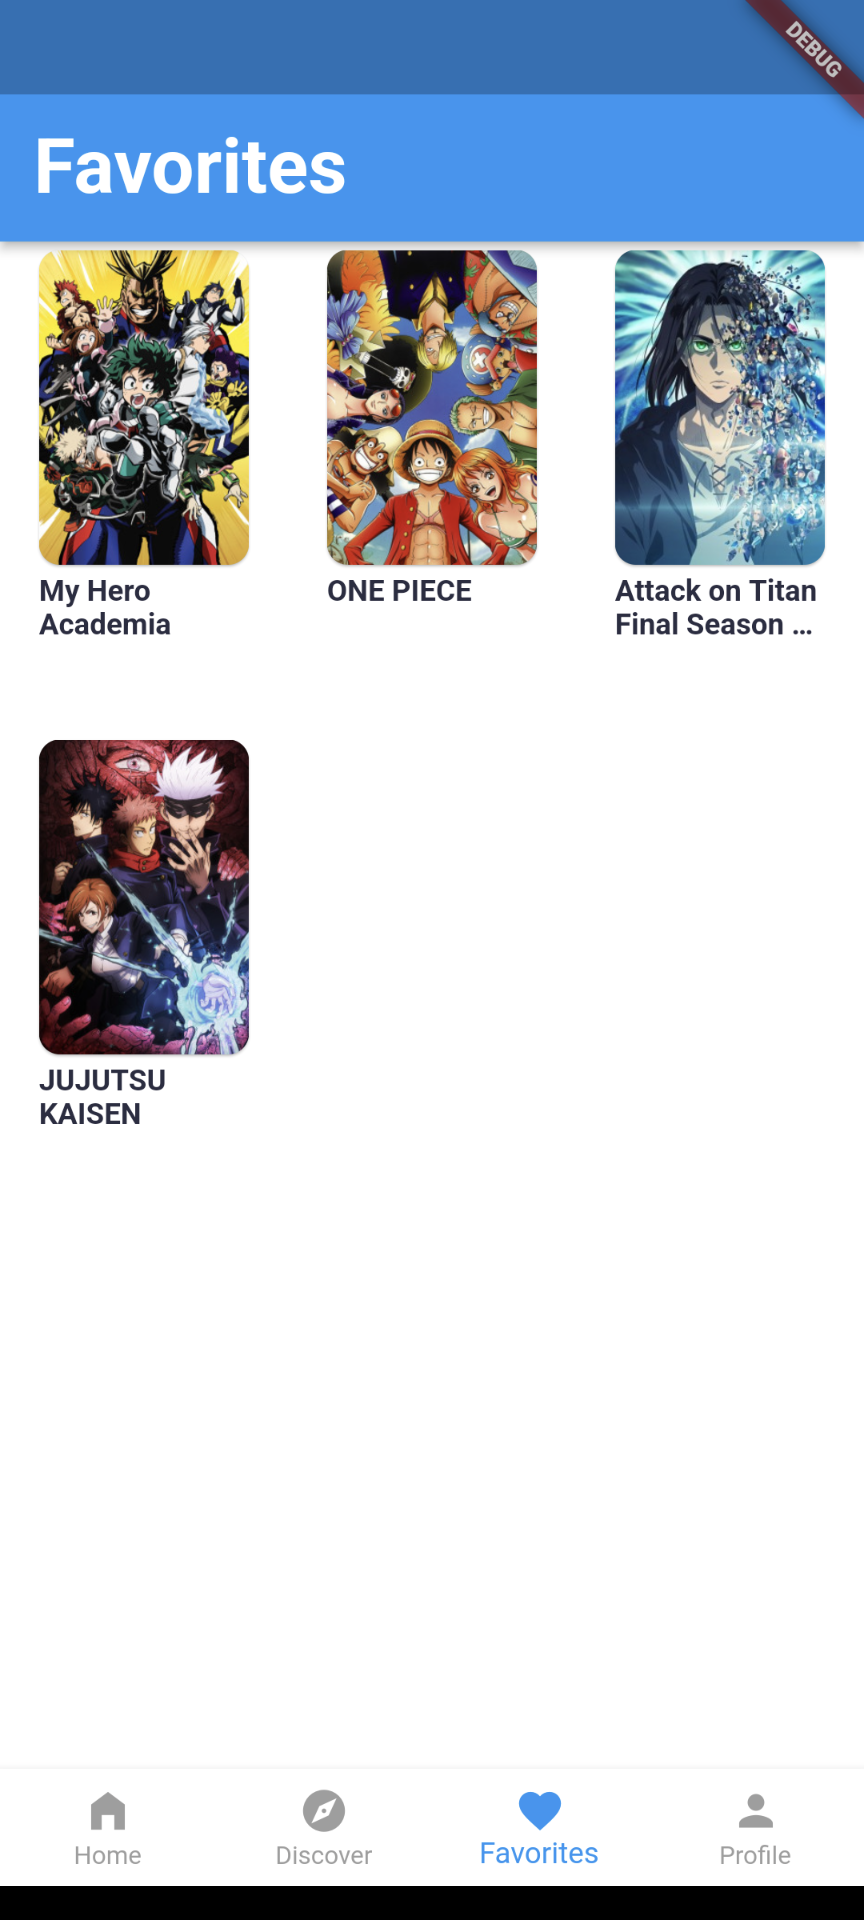 DEBUG
Favorites
My Hero
Academia
ONE PIECE
Attack on Titan
Final Season ...
JUJUTSU
KAISEN
Home
Discover
Favorites
Profile